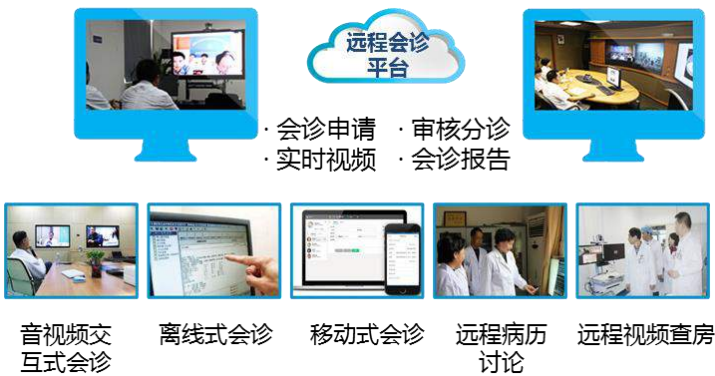 远程会诊
平台
· 会诊申请 · 审核分诊
· 实时视频 · 会诊报告
音视频交
互式会诊
离线式会诊
移动式会诊
远程病历
讨论
远程视频查房